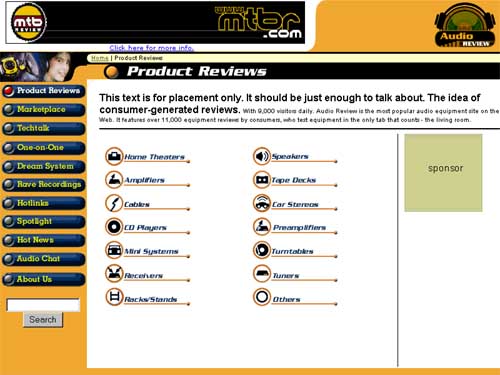 mtb
REVIEW
www.
mtbr
.com
Audio
REVIEW
Click here for more info.
Home | Product Reviews
Product Reviews
Product Reviews
Marketplace
Techtalk
One-on-One
Dream System
Rave Recordings
Hotlinks
Spotlight
Hot News
Audio Chat
About Us
Search
This text is for placement only. It should be just enough to talk about. The idea of
consumer-generated reviews. With 9,000 visitors daily, Audio Review is the most popular audio equipment site on the
Web. It features over 11,000 equipment reviews by consumers, who test equipment in the only tab that counts - the living room.
Home Theaters
Amplifiers
Cables
CD Players
Mini Systems
Receivers
Racks/Stands
Speakers
Tape Decks
Car Stereos
Preamplifiers
Turntables
Tuners
Others
sponsor